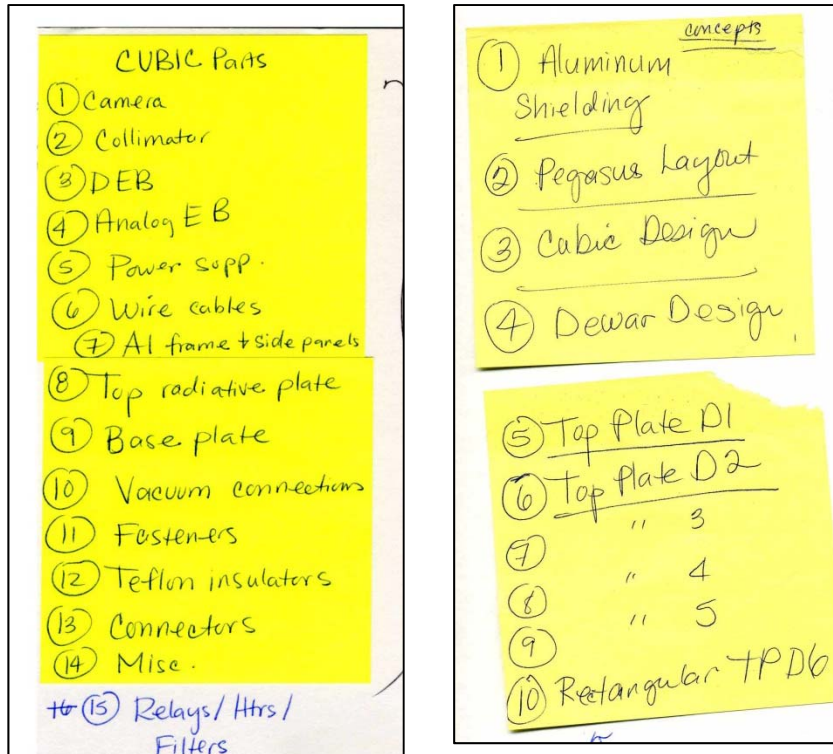 CUBIC Parts
① Camera
② Collimator
③ DEB
④ Analog EB
⑤ Power supp.
⑥ Wire cables
⑦ Al frame + side panels
⑧ Top radiative plate
⑨ Base plate
⑩ Vacuum connections
⑪ Fasteners
⑫ Teflon insulators
⑬ Connectors
⑭ Misc.
⑮ Relays/Htrs/
Filters
concepts
① Aluminum
Shielding
② Pegasus Layout
③ Cubic Design
④ Dewar Design
⑤ Top Plate D1
⑥ Top Plate D2
⑦ " 3
⑧ " 4
⑨ " 5
⑩ Rectangular TP D6